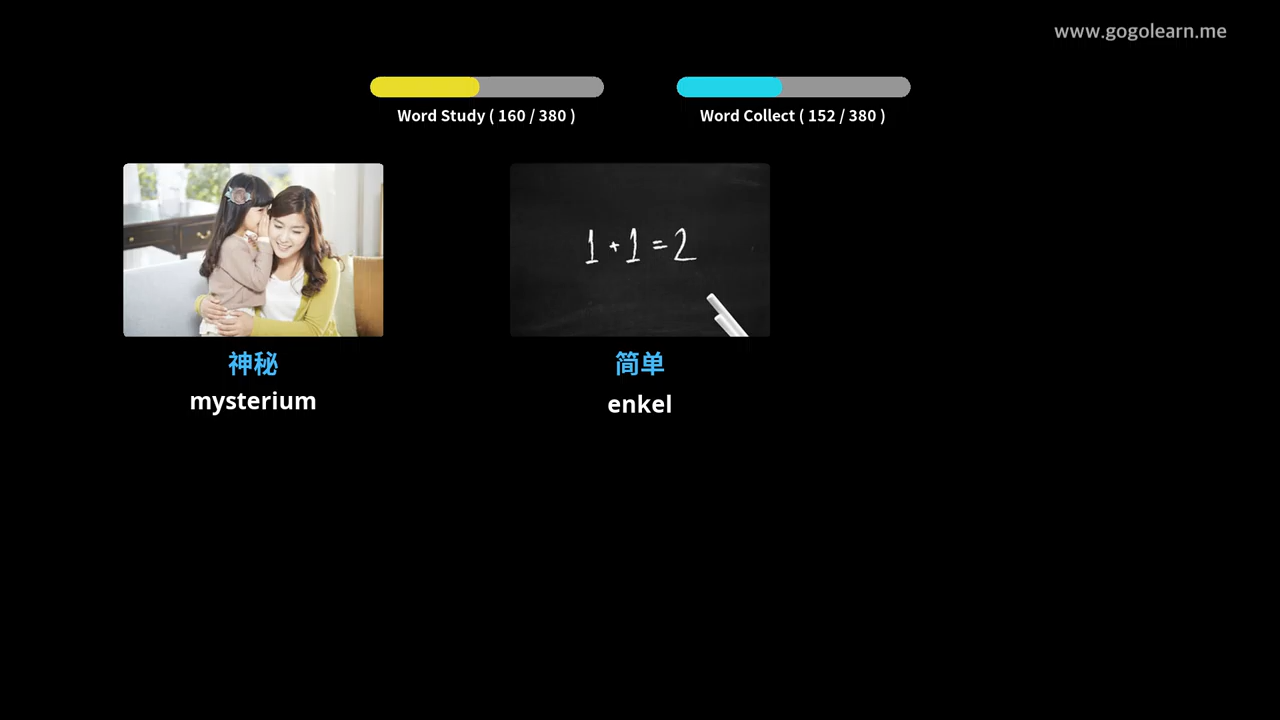 www.gogolearn.me
Word Study ( 160 / 380 )
Word Collect ( 152 / 380 )
1 + 1 = 2
神秘
mysterium
简单
enkel